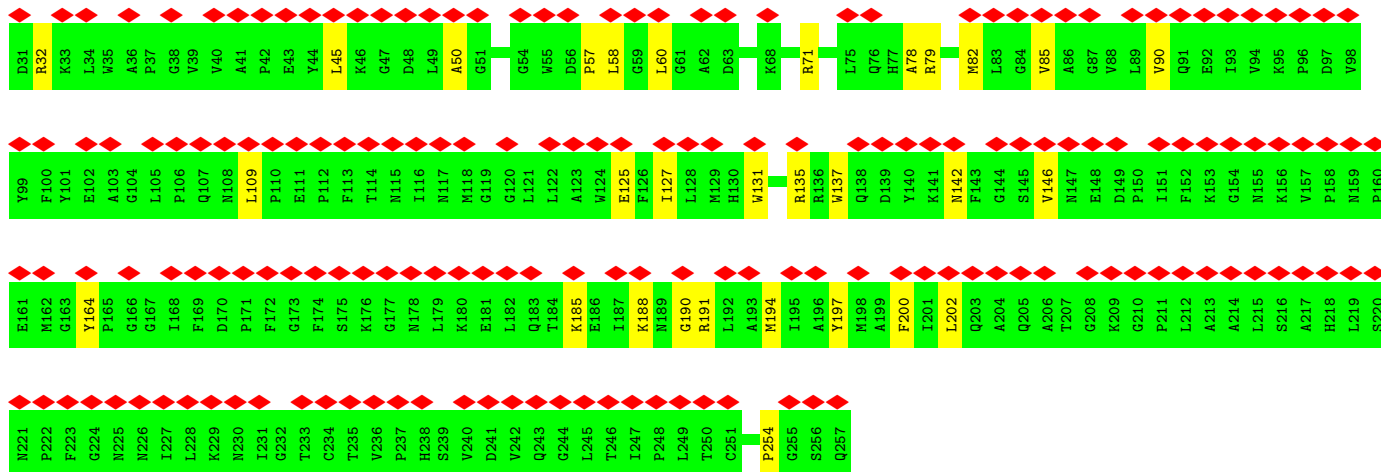 D31 R32 K33 L34 W35 A36 P37 G38 V39 V40 A41 P42 E43 Y44 L45 K46 G47 D48 L49 A50 G51 G54 W55 D56 P57 L58 G59 L60 G61 A62 D63 K68 R71 L75 Q76 H77 A78 R79 M82 L83 G84 V85 A86 G87 V88 L89 V90 Q91 E92 I93 V94 K95 P96 D97 V98
Y99 F100 Y101 E102 A103 G104 L105 P106 Q107 N108 L109 P110 E111 P112 F113 T114 N115 I116 N117 M118 G119 G120 L121 L122 A123 W124 E125 F126 I127 L128 M129 H130 W131 R135 R136 W137 Q138 D139 Y140 K141 N142 F143 G144 S145 V146 N147 E148 D149 P150 I151 F152 K153 G154 N155 K156 V157 P158 N159 P160
E161 M162 G163 Y164 P165 G166 G167 I168 F169 D170 P171 F172 G173 F174 S175 K176 G177 N178 L179 K180 E181 L182 Q183 T184 K185 E186 I187 K188 N189 G190 R191 L192 A193 M194 I195 A196 Y197 M198 A199 F200 I201 L202 Q203 A204 Q205 A206 T207 G208 K209 G210 P211 L212 A213 A214 L215 S216 A217 H218 L219 S220
N221 P222 F223 G224 N225 N226 I227 L228 K229 N230 I231 G232 T233 C234 T235 V236 P237 H238 S239 V240 D241 V242 Q243 G244 L245 T246 I247 P248 L249 T250 C251 P254 G255 S256 Q257